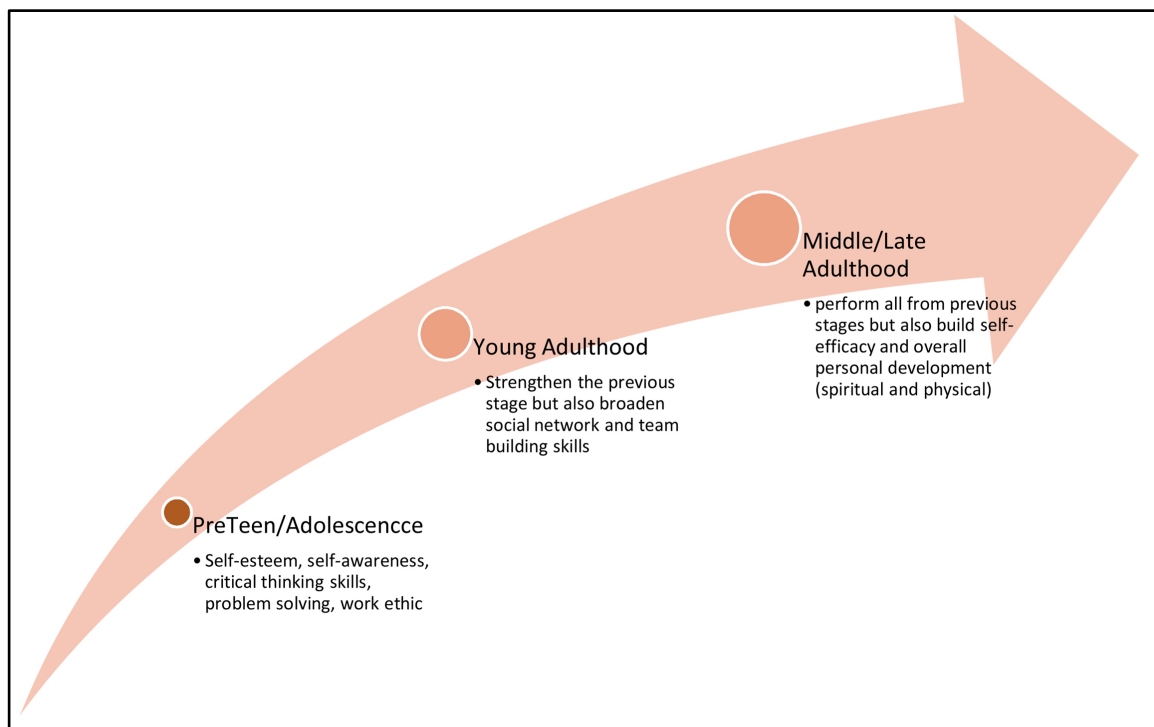 Middle/Late
Adulthood
• perform all from previous
stages but also build self-
efficacy and overall
personal development
(spiritual and physical)
Young Adulthood
• Strengthen the previous
stage but also broaden
social network and team
building skills
PreTeen/Adolescencce
• Self-esteem, self-awareness,
critical thinking skills,
problem solving, work ethic